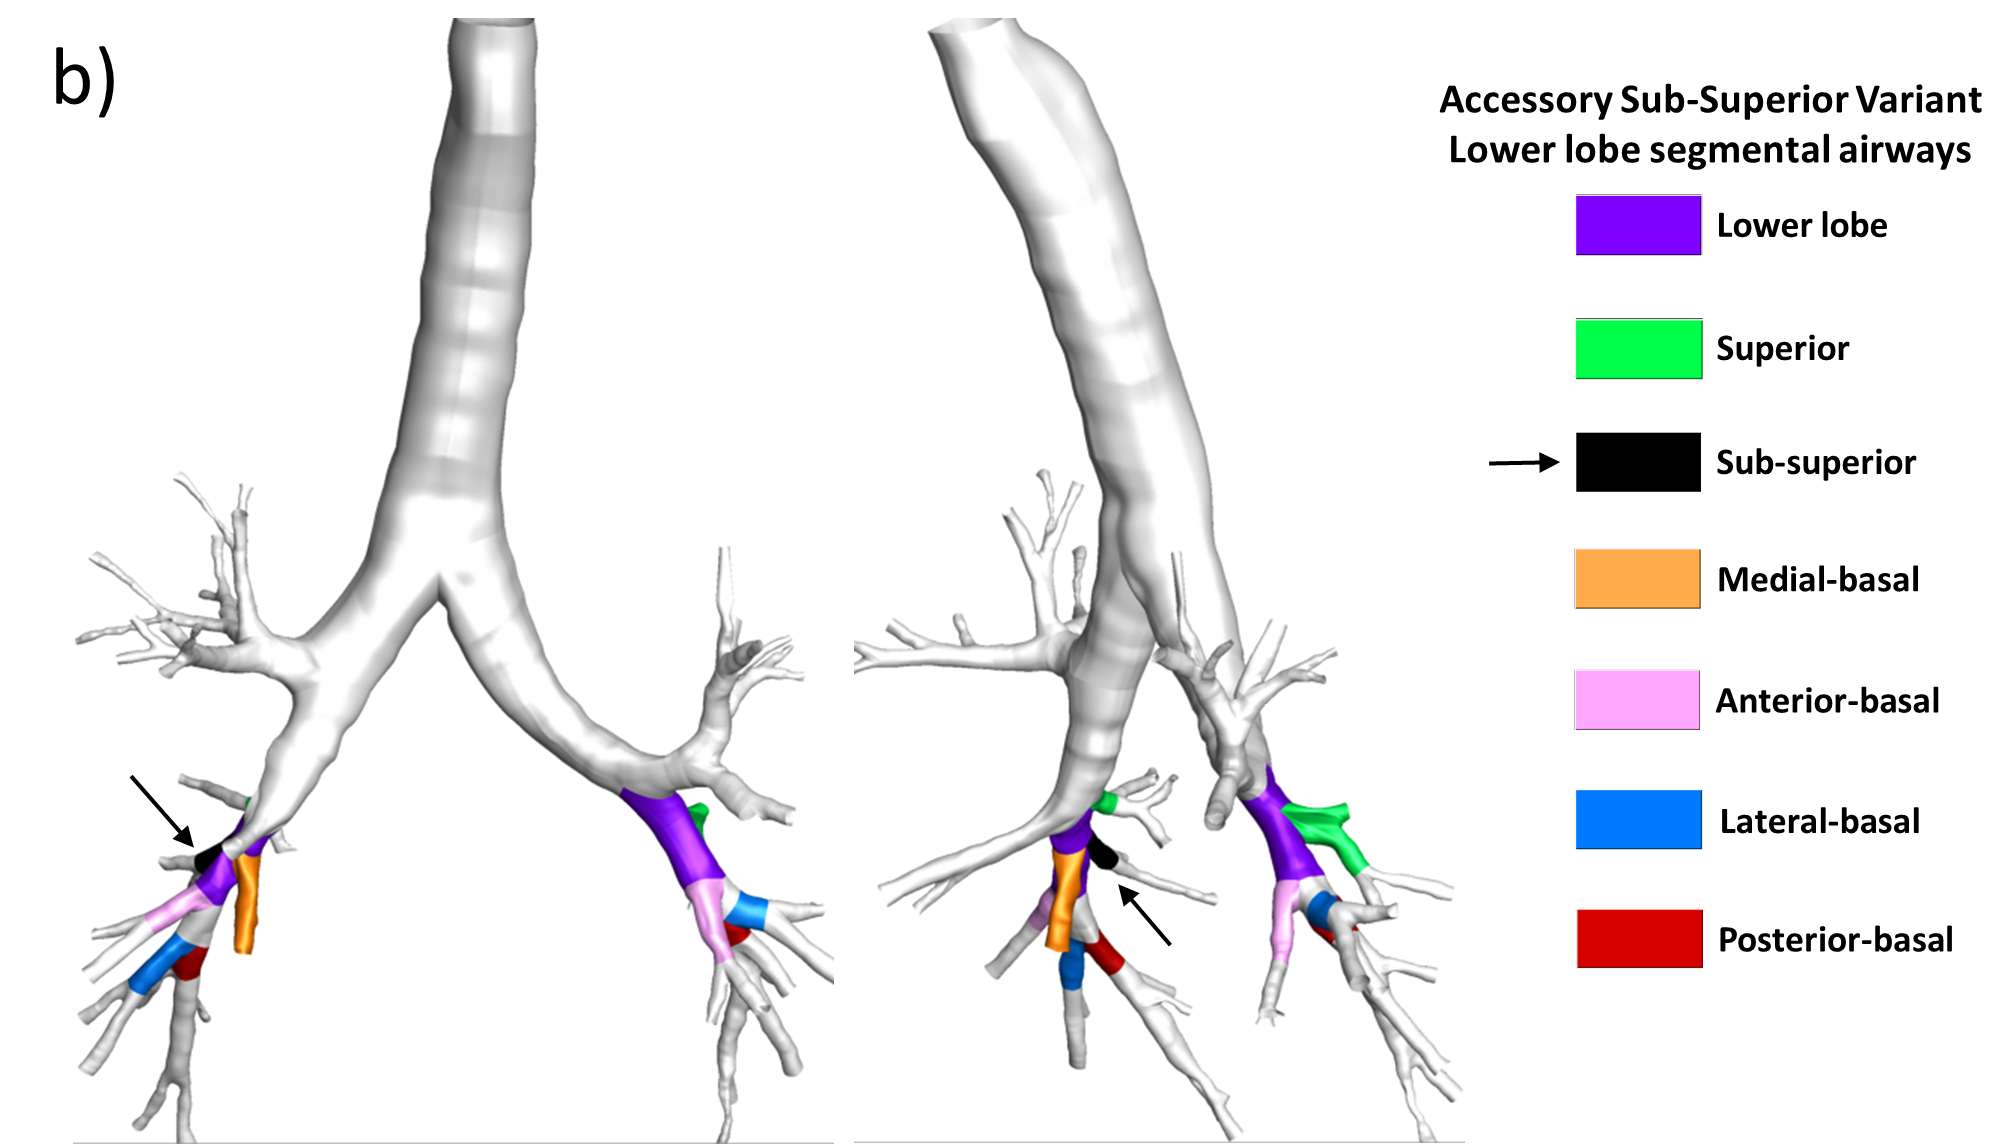 b)
Accessory Sub-Superior Variant
Lower lobe segmental airways
Lower lobe
Superior
Sub-superior
Medial-basal
Anterior-basal
Lateral-basal
Posterior-basal